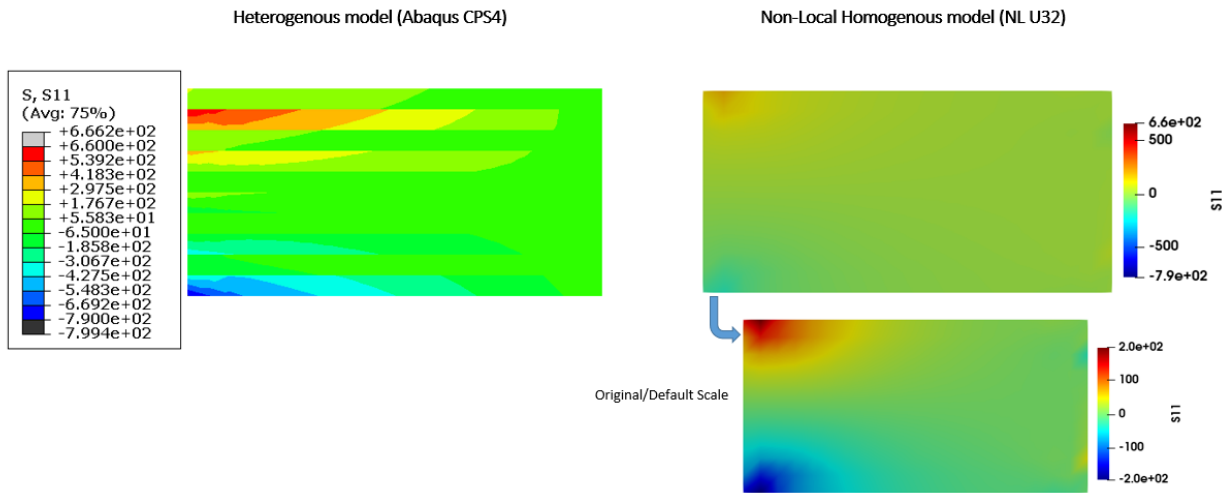 Heterogenous model (Abaqus CPS4)
Non-Local Homogenous model (NL U32)
S, S11
(Avg: 75%)
+6.662e+02
+6.600e+02
+5.392e+02
+4.183e+02
+2.975e+02
+1.767e+02
+5.583e+01
-6.500e+01
-1.858e+02
-3.067e+02
-4.275e+02
-5.483e+02
-6.692e+02
-7.900e+02
-7.994e+02
6.6e+02
500
0
-500
-7.9e+02
S11
Original/Default Scale
2.0e+02
100
0
-100
-2.0e+02
S11